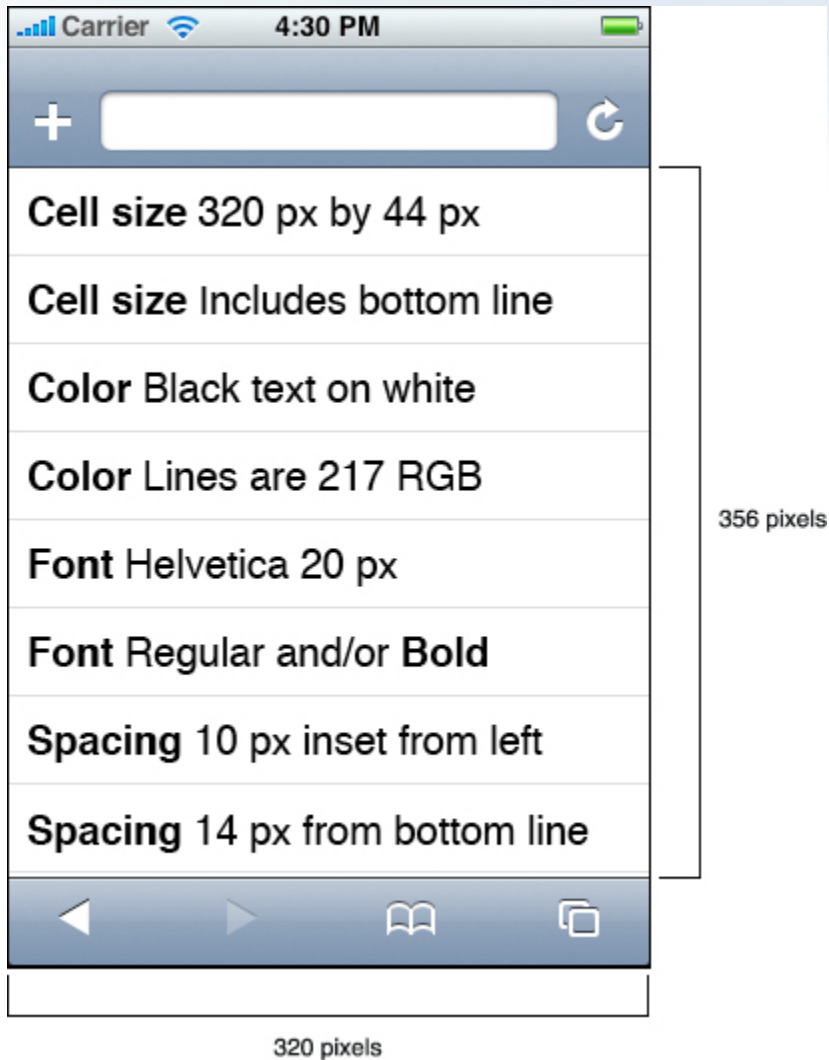 Carrier 4:30 PM
Cell size 320 px by 44 px
Cell size Includes bottom line
Color Black text on white
Color Lines are 217 RGB
Font Helvetica 20 px
Font Regular and/or Bold
Spacing 10 px inset from left
Spacing 14 px from bottom line
356 pixels
320 pixels